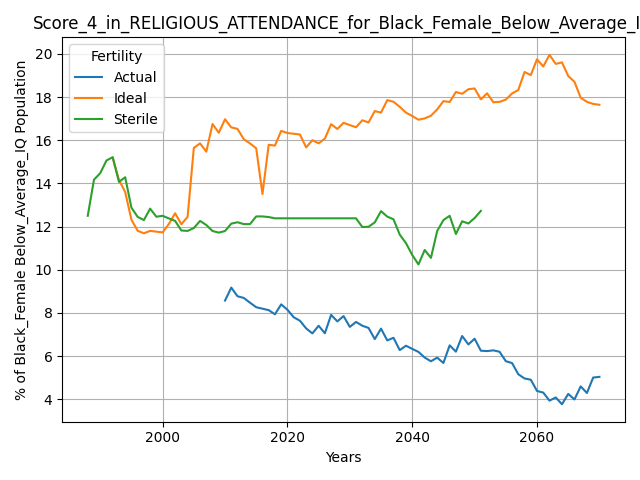 Score_4_in_RELIGIOUS_ATTENDANCE_for_Black_Female_Below_Average_I
Fertility
Actual
Ideal
Sterile
% of Black_Female Below_Average_IQ Population
20
18
16
14
12
10
8
6
4
2000 2020 2040 2060
Years